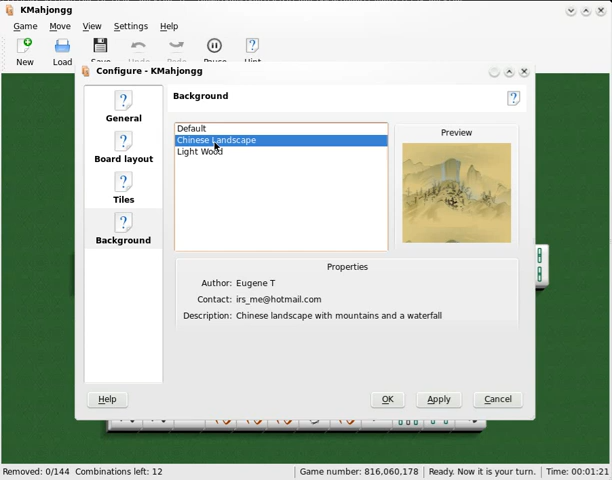 KMahjongg
Game Move View Settings Help
New Load Save Undo Redo Pause Hint
Configure - KMahjongg
General
Board layout
Tiles
Background
Background
Default
Chinese Landscape
Light Wood
Preview
Properties
Author: Eugene T
Contact: irs_me@hotmail.com
Description: Chinese landscape with mountains and a waterfall
Help OK Apply Cancel
Removed: 0/144 Combinations left: 12 Game number: 816,060,178 Ready. Now it is your turn. Time: 00:01:21